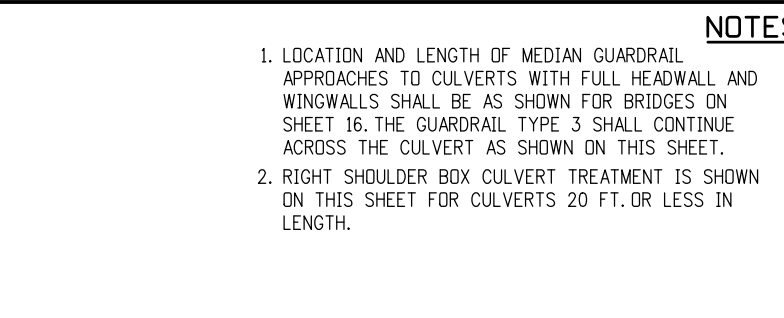 NOTES
1. LOCATION AND LENGTH OF MEDIAN GUARDRAIL
APPROACHES TO CULVERTS WITH FULL HEADWALL AND
WINGWALLS SHALL BE AS SHOWN FOR BRIDGES ON
SHEET 16. THE GUARDRAIL TYPE 3 SHALL CONTINUE
ACROSS THE CULVERT AS SHOWN ON THIS SHEET.
2. RIGHT SHOULDER BOX CULVERT TREATMENT IS SHOWN
ON THIS SHEET FOR CULVERTS 20 FT. OR LESS IN
LENGTH.